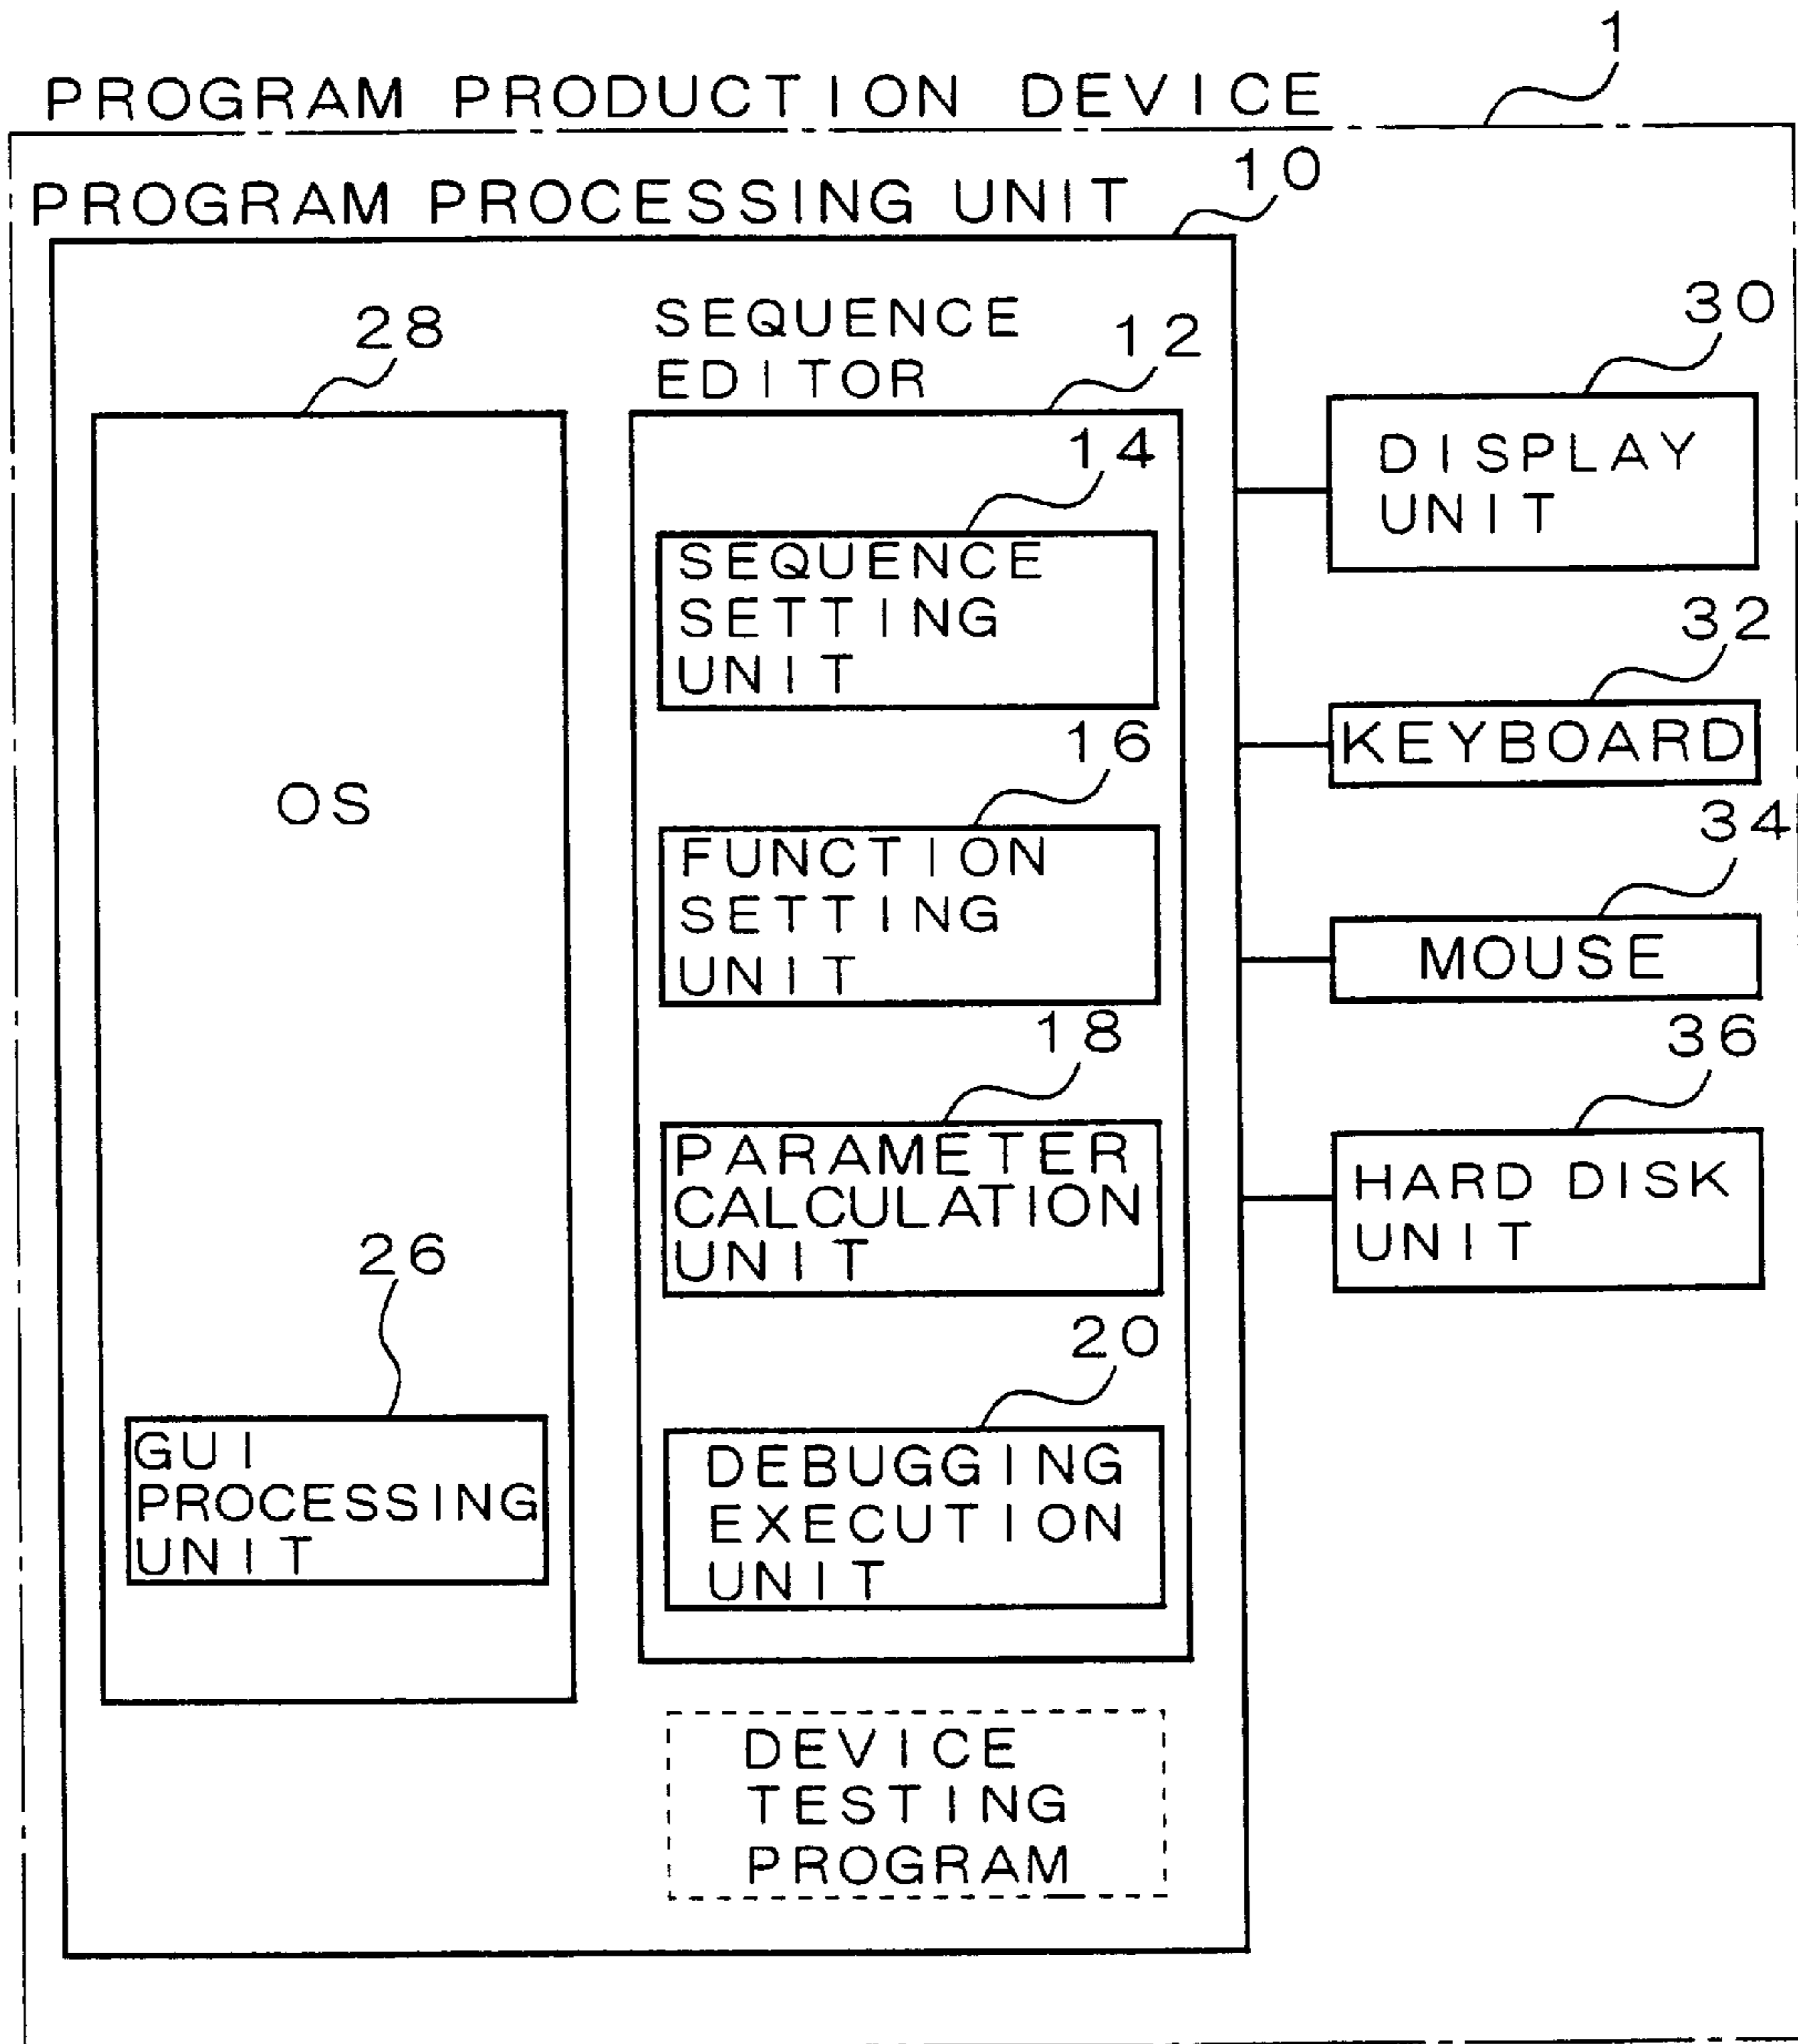 1
PROGRAM PRODUCTION DEVICE
10
PROGRAM PROCESSING UNIT
28
OS
26
GUI
PROCESSING
UNIT
SEQUENCE
EDITOR
12
14
SEQUENCE
SETTING
UNIT
16
FUNCTION
SETTING
UNIT
18
PARAMETER
CALCULATION
UNIT
20
DEBUGGING
EXECUTION
UNIT
DEVICE
TESTING
PROGRAM
30
DISPLAY
UNIT
32
KEYBOARD
34
MOUSE
36
HARD DISK
UNIT